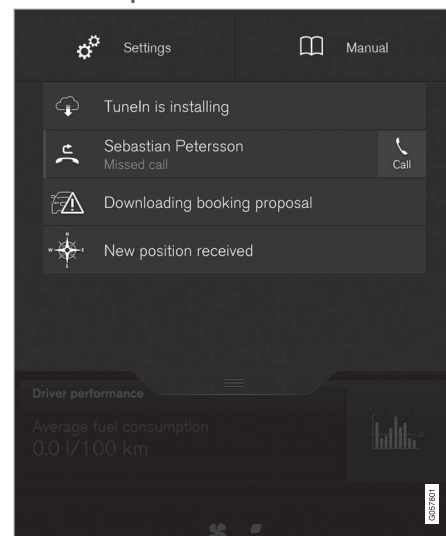 Settings
Manual
TuneIn is installing
Sebastian Petersson
Missed call
Call
Downloading booking proposal
N
W
E
S
New position received
Driver performance
Average fuel consumption
0.0 l/100 km
G057801